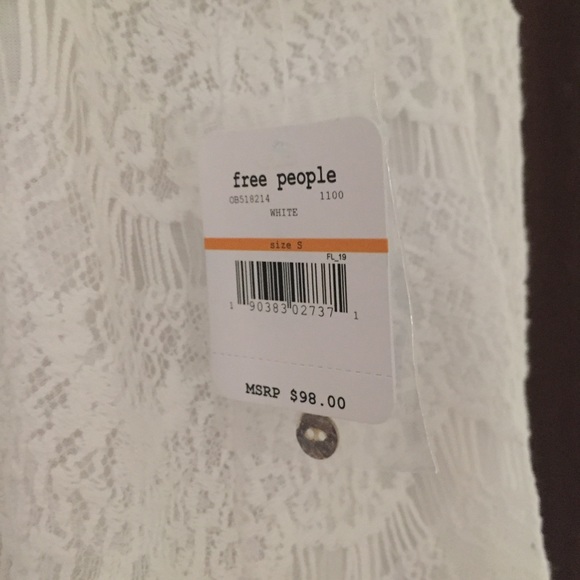 free people
OB518214 1100
WHITE
size S
FL_19
1 90383 02737 1
MSRP $98.00